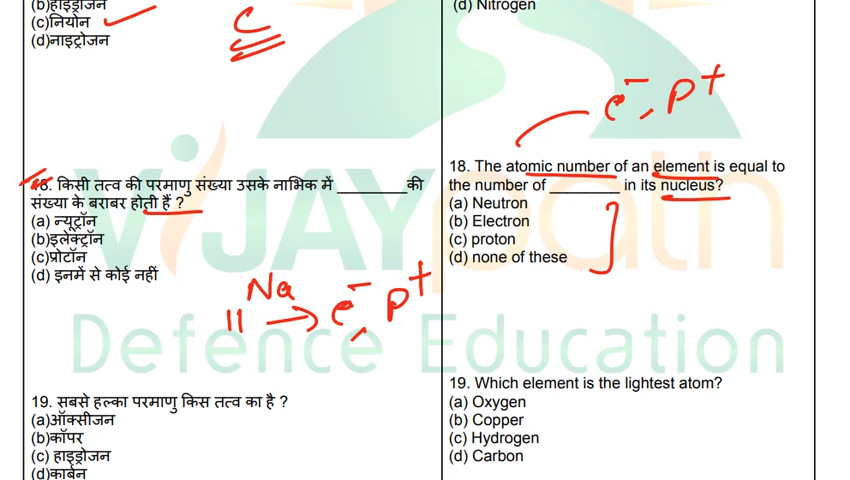 (b)हाइड्रोजन
(c)नियोन
(d)नाइट्रोजन
C
18. किसी तत्व की परमाणु संख्या उसके नाभिक में ________की
संख्या के बराबर होती हैं ?
(a) न्यूट्रॉन
(b)इलेक्ट्रॉन
(c)प्रोटॉन
(d) इनमें से कोई नहीं
Na
11 → e⁻, p⁺
19. सबसे हल्का परमाणु किस तत्व का है ?
(a)ऑक्सीजन
(b)कॉपर
(c) हाइड्रोजन
(d)कार्बन
(d) Nitrogen
e⁻, p⁺
18. The atomic number of an element is equal to
the number of ________ in its nucleus?
(a) Neutron
(b) Electron
(c) proton
(d) none of these
19. Which element is the lightest atom?
(a) Oxygen
(b) Copper
(c) Hydrogen
(d) Carbon
ViJAYpath
Defence Education